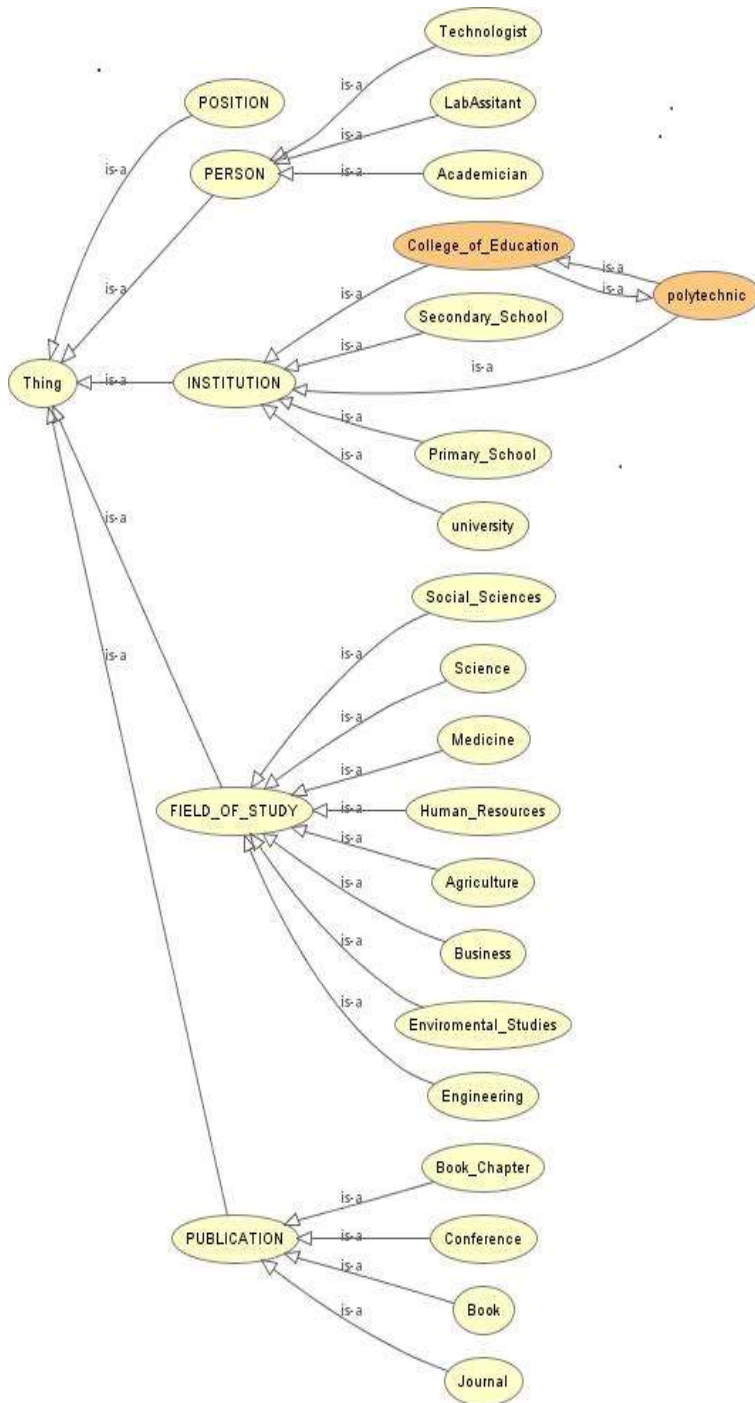 Technologist
is-a
POSITION
LabAssitant
is-a
is-a
PERSON
is-a
Academician
College_of_Education
is-a
is-a
polytechnic
is-a
is-a
Secondary_School
is-a
is-a
Thing
is-a
INSTITUTION
is-a
Primary_School
is-a
university
is-a
Social_Sciences
is-a
is-a
Science
is-a
Medicine
is-a
FIELD_OF_STUDY
is-a
Human_Resources
is-a
Agriculture
is-a
Business
is-a
Enviromental_Studies
is-a
Engineering
Book_Chapter
is-a
PUBLICATION
is-a
Conference
is-a
Book
is-a
Journal